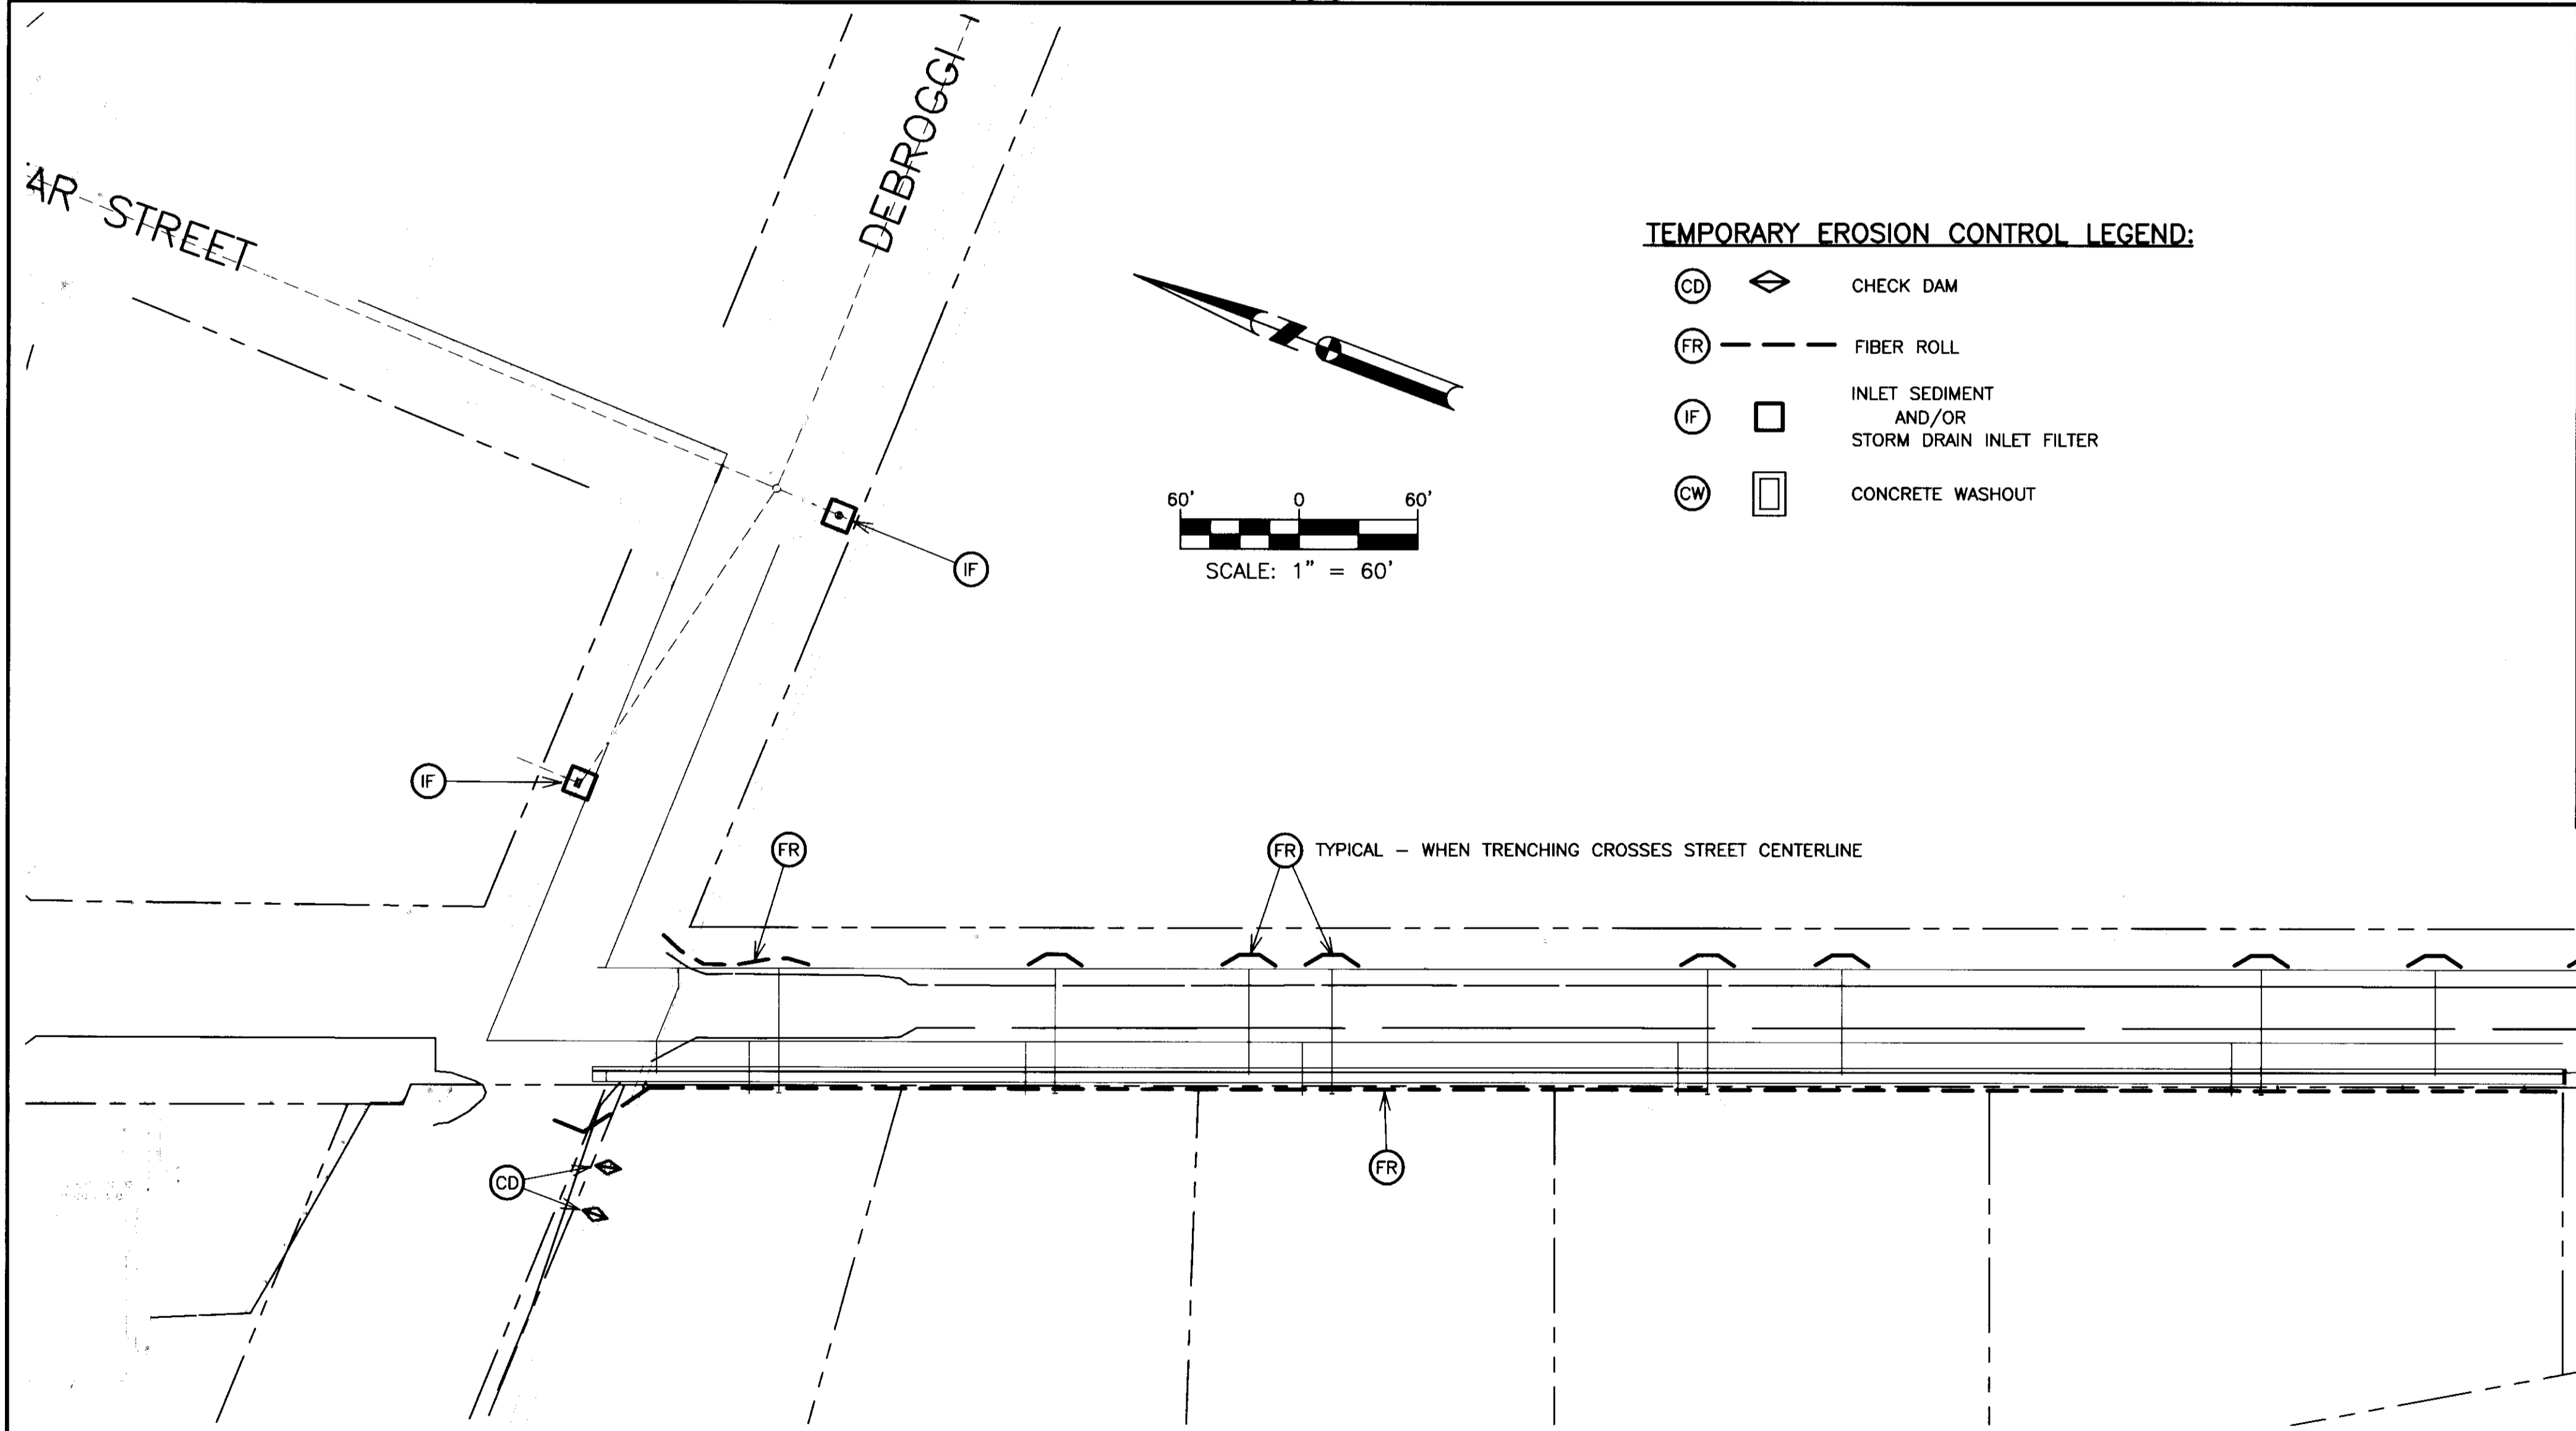 AR STREET
DEBROGGI
TEMPORARY EROSION CONTROL LEGEND:
CD CHECK DAM
FR FIBER ROLL
IF INLET SEDIMENT
AND/OR
STORM DRAIN INLET FILTER
CW CONCRETE WASHOUT
60' 0 60'
SCALE: 1" = 60'
IF
IF
FR
FR TYPICAL - WHEN TRENCHING CROSSES STREET CENTERLINE
FR
CD